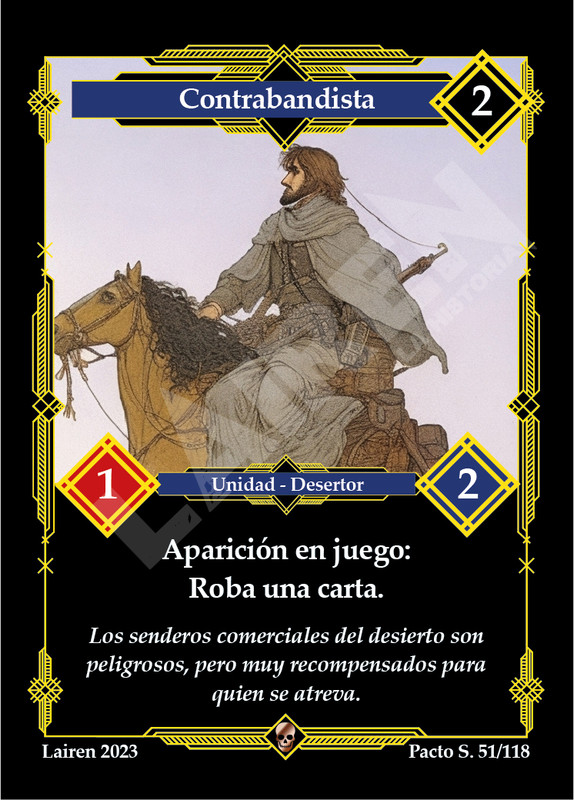 Contrabandista
2
1
Unidad - Desertor
2
Aparición en juego:
Roba una carta.
Los senderos comerciales del desierto son
peligrosos, pero muy recompensados para
quien se atreva.
Lairen 2023
Pacto S. 51/118